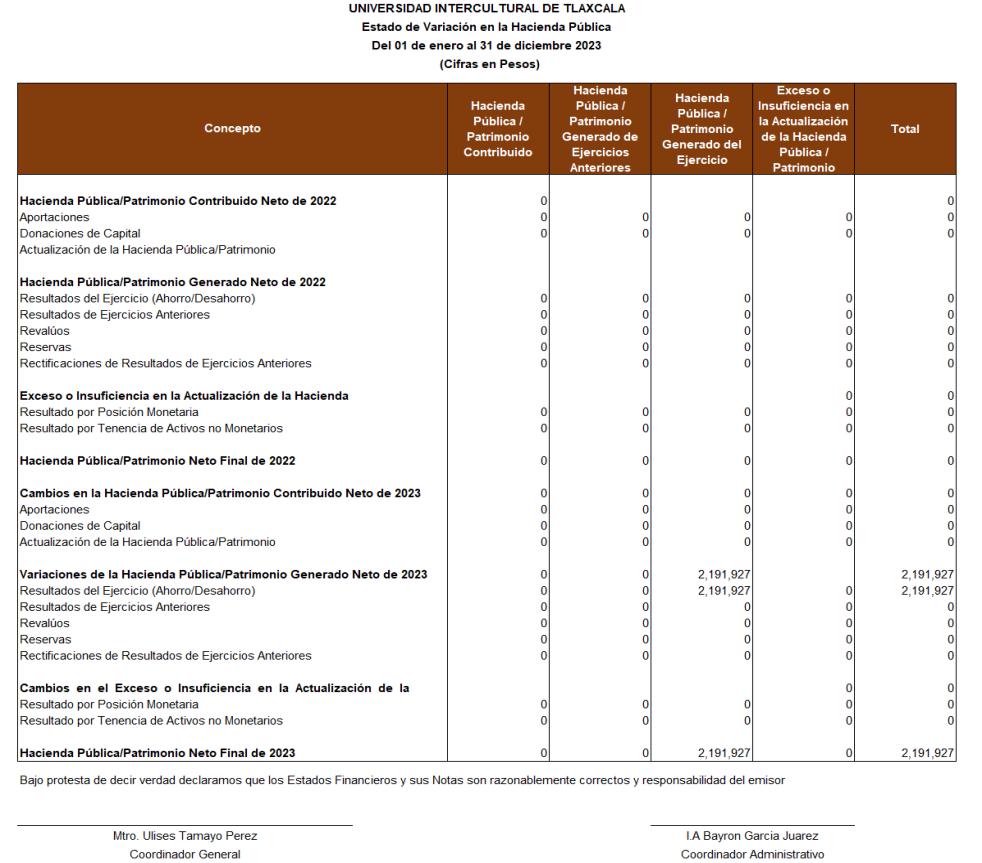 UNIVERSIDAD INTERCULTURAL DE TLAXCALA
Estado de Variación en la Hacienda Pública
Del 01 de enero al 31 de diciembre 2023
(Cifras en Pesos)
Concepto
Hacienda
Pública /
Patrimonio
Contribuido
Hacienda
Pública /
Patrimonio
Generado de
Ejercicios
Anteriores
Hacienda
Pública /
Patrimonio
Generado del
Ejercicio
Exceso o
Insuficiencia en
la Actualización
de la Hacienda
Pública /
Patrimonio
Total
Hacienda Pública/Patrimonio Contribuido Neto de 2022 0 0
Aportaciones 0 0 0 0 0
Donaciones de Capital 0 0 0 0 0
Actualización de la Hacienda Pública/Patrimonio
Hacienda Pública/Patrimonio Generado Neto de 2022
Resultados del Ejercicio (Ahorro/Desahorro) 0 0 0 0 0
Resultados de Ejercicios Anteriores 0 0 0 0 0
Revalúos 0 0 0 0 0
Reservas 0 0 0 0 0
Rectificaciones de Resultados de Ejercicios Anteriores 0 0 0 0 0
Exceso o Insuficiencia en la Actualización de la Hacienda 0 0
Resultado por Posición Monetaria 0 0 0 0 0
Resultado por Tenencia de Activos no Monetarios 0 0 0 0 0
Hacienda Pública/Patrimonio Neto Final de 2022 0 0 0 0 0
Cambios en la Hacienda Pública/Patrimonio Contribuido Neto de 2023 0 0 0 0 0
Aportaciones 0 0 0 0 0
Donaciones de Capital 0 0 0 0 0
Actualización de la Hacienda Pública/Patrimonio 0 0 0 0 0
Variaciones de la Hacienda Pública/Patrimonio Generado Neto de 2023 0 0 2,191,927 2,191,927
Resultados del Ejercicio (Ahorro/Desahorro) 0 0 2,191,927 0 2,191,927
Resultados de Ejercicios Anteriores 0 0 0 0 0
Revalúos 0 0 0 0 0
Reservas 0 0 0 0 0
Rectificaciones de Resultados de Ejercicios Anteriores 0 0 0 0 0
Cambios en el Exceso o Insuficiencia en la Actualización de la 0 0
Resultado por Posición Monetaria 0 0 0 0 0
Resultado por Tenencia de Activos no Monetarios 0 0 0 0 0
Hacienda Pública/Patrimonio Neto Final de 2023 0 0 2,191,927 0 2,191,927
Bajo protesta de decir verdad declaramos que los Estados Financieros y sus Notas son razonablemente correctos y responsabilidad del emisor
Mtro. Ulises Tamayo Perez
Coordinador General
I.A Bayron Garcia Juarez
Coordinador Administrativo